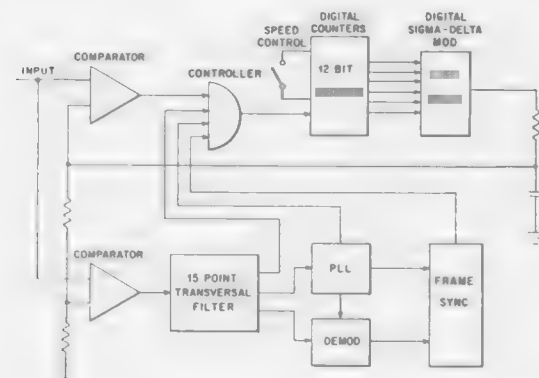 SPEED
CONTROL
DIGITAL
COUNTERS
DIGITAL
SIGMA-DELTA
MOD
COMPARATOR
INPUT
CONTROLLER
12 BIT
COMPARATOR
15 POINT
TRANSVERSAL
FILTER
PLL
DEMOD
FRAME
SYNC